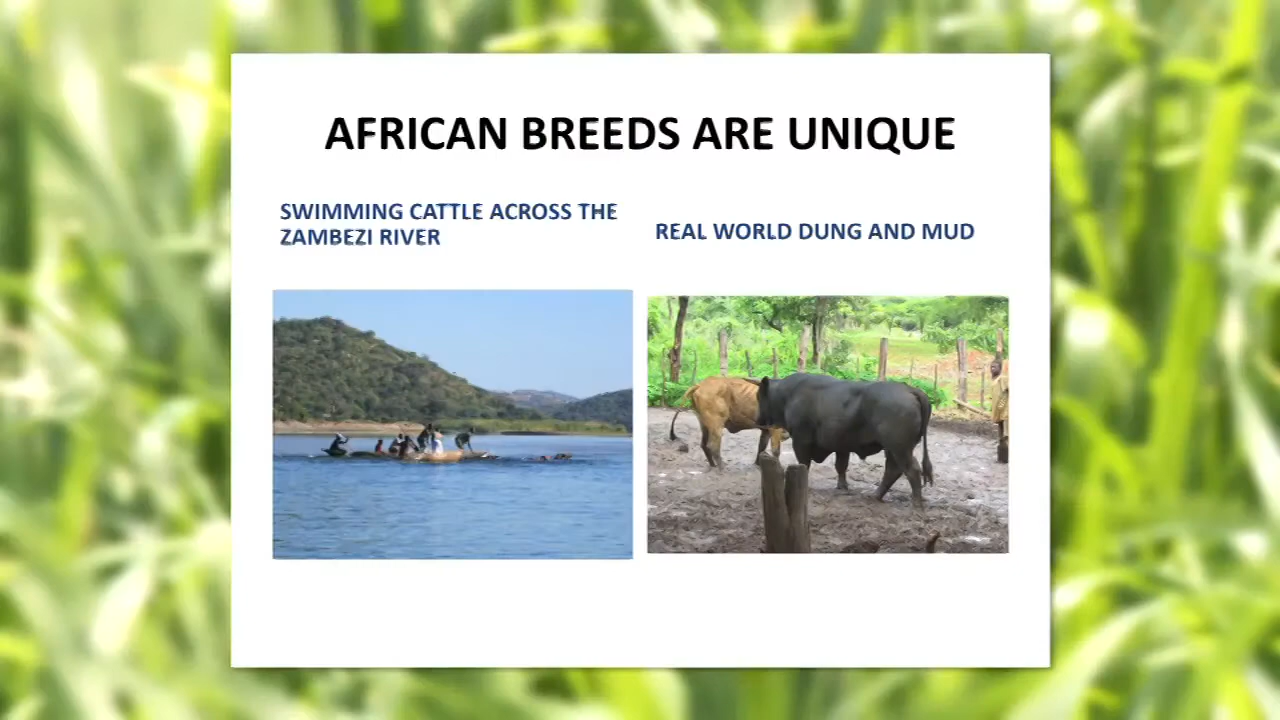 AFRICAN BREEDS ARE UNIQUE
SWIMMING CATTLE ACROSS THE
ZAMBEZI RIVER
REAL WORLD DUNG AND MUD